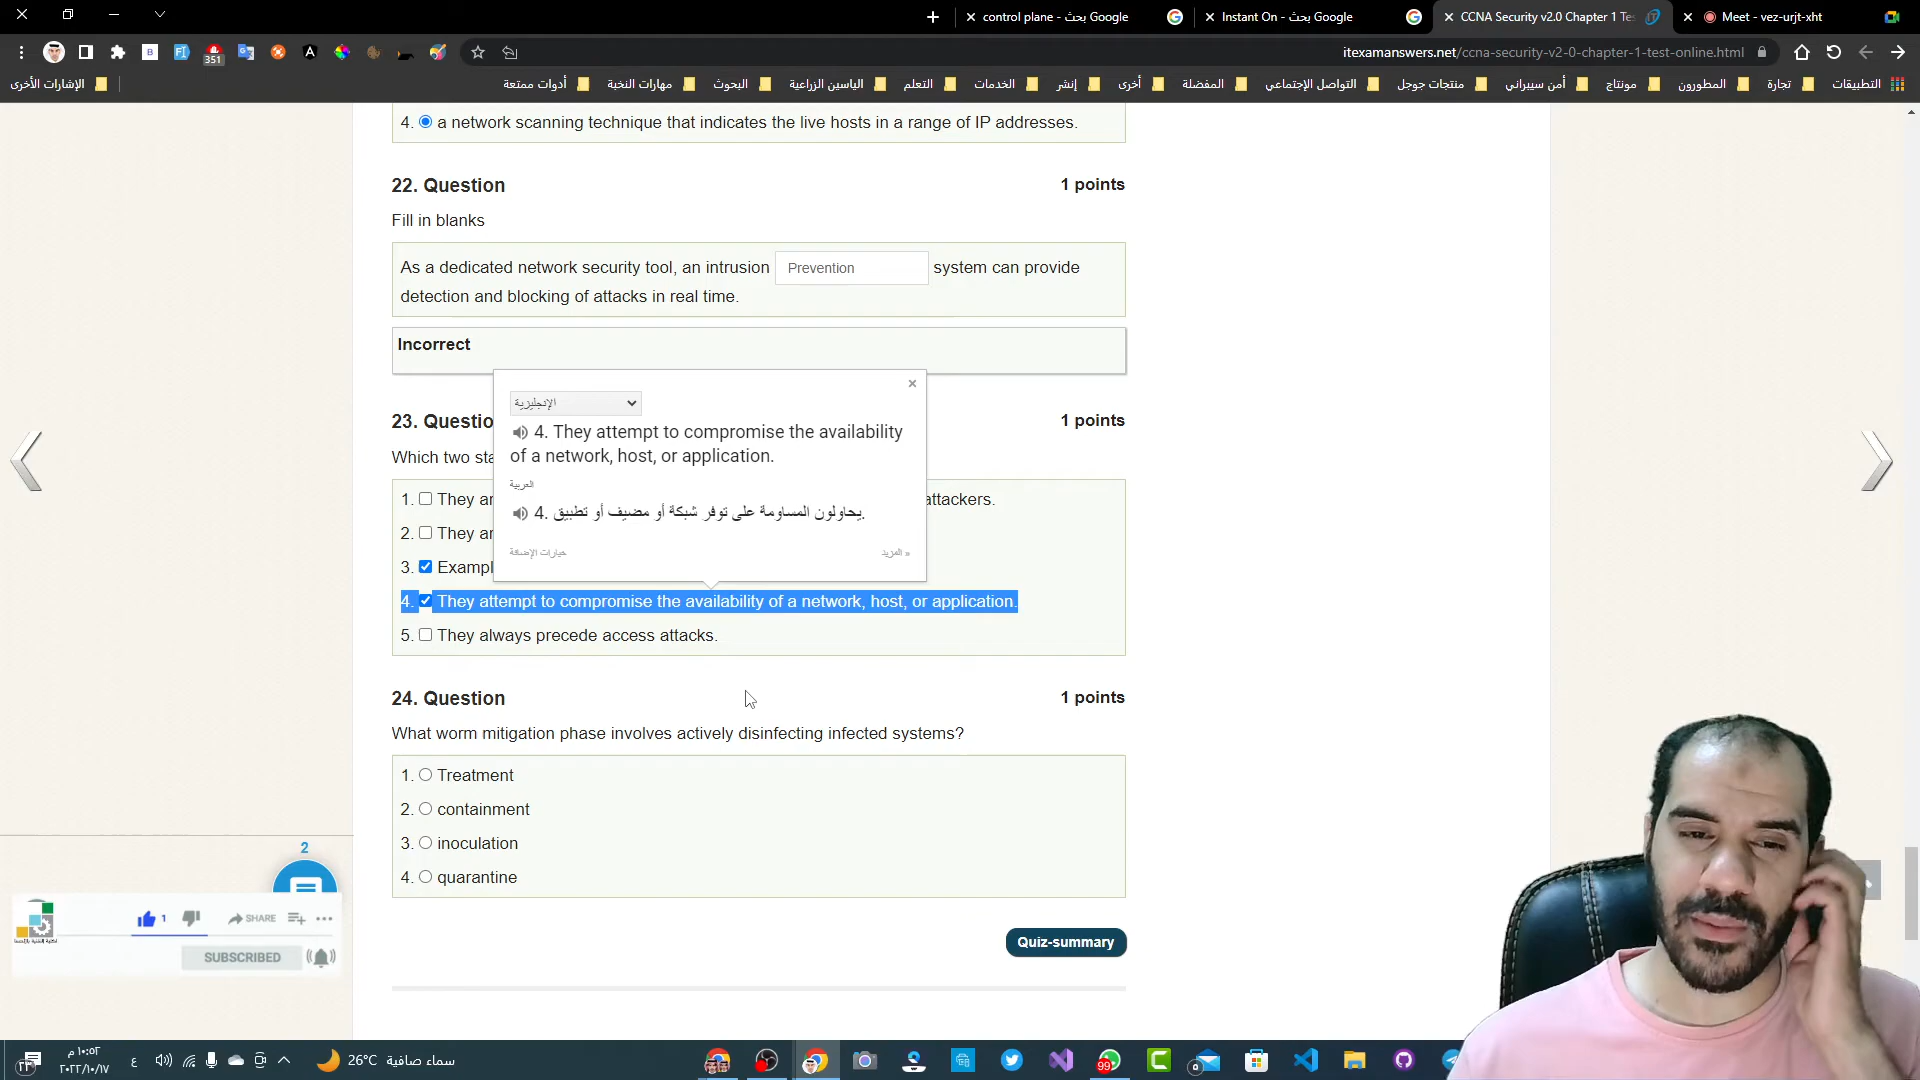 control plane - بحث Google
Instant On - بحث Google
CCNA Security v2.0 Chapter 1 Tes
Meet - vez-urjt-xht
351
itexamanswers.net/ccna-security-v2-0-chapter-1-test-online.html
التطبيقات
تجارة
المطورون
مونتاج
أمن سيبراني
منتجات جوجل
التواصل الإجتماعي
المفضلة
أخرى
إنشر
الخدمات
التعلم
الياسين الزراعية
البحوث
مهارات النخبة
أدوات ممتعة
الإشارات الأخرى
4. a network scanning technique that indicates the live hosts in a range of IP addresses.
22. Question
1 points
Fill in blanks
As a dedicated network security tool, an intrusion Prevention system can provide
detection and blocking of attacks in real time.
Incorrect
23. Questio
1 points
Which two sta
الإنجليزية
4. They attempt to compromise the availability
of a network, host, or application.
العربية
4. يحاولون المساومة على توفر شبكة أو مضيف أو تطبيق.
خيارات الإضافة
المزيد »
1. They ar
attackers.
2. They ar
3. Exampl
4. They attempt to compromise the availability of a network, host, or application.
5. They always precede access attacks.
24. Question
1 points
What worm mitigation phase involves actively disinfecting infected systems?
1. Treatment
2. containment
3. inoculation
4. quarantine
Quiz-summary
2
1
SHARE
SUBSCRIBED
١٠:٥٢ م
٢٠٢٢/١٠/١٧
ع
26°C سماء صافية
99